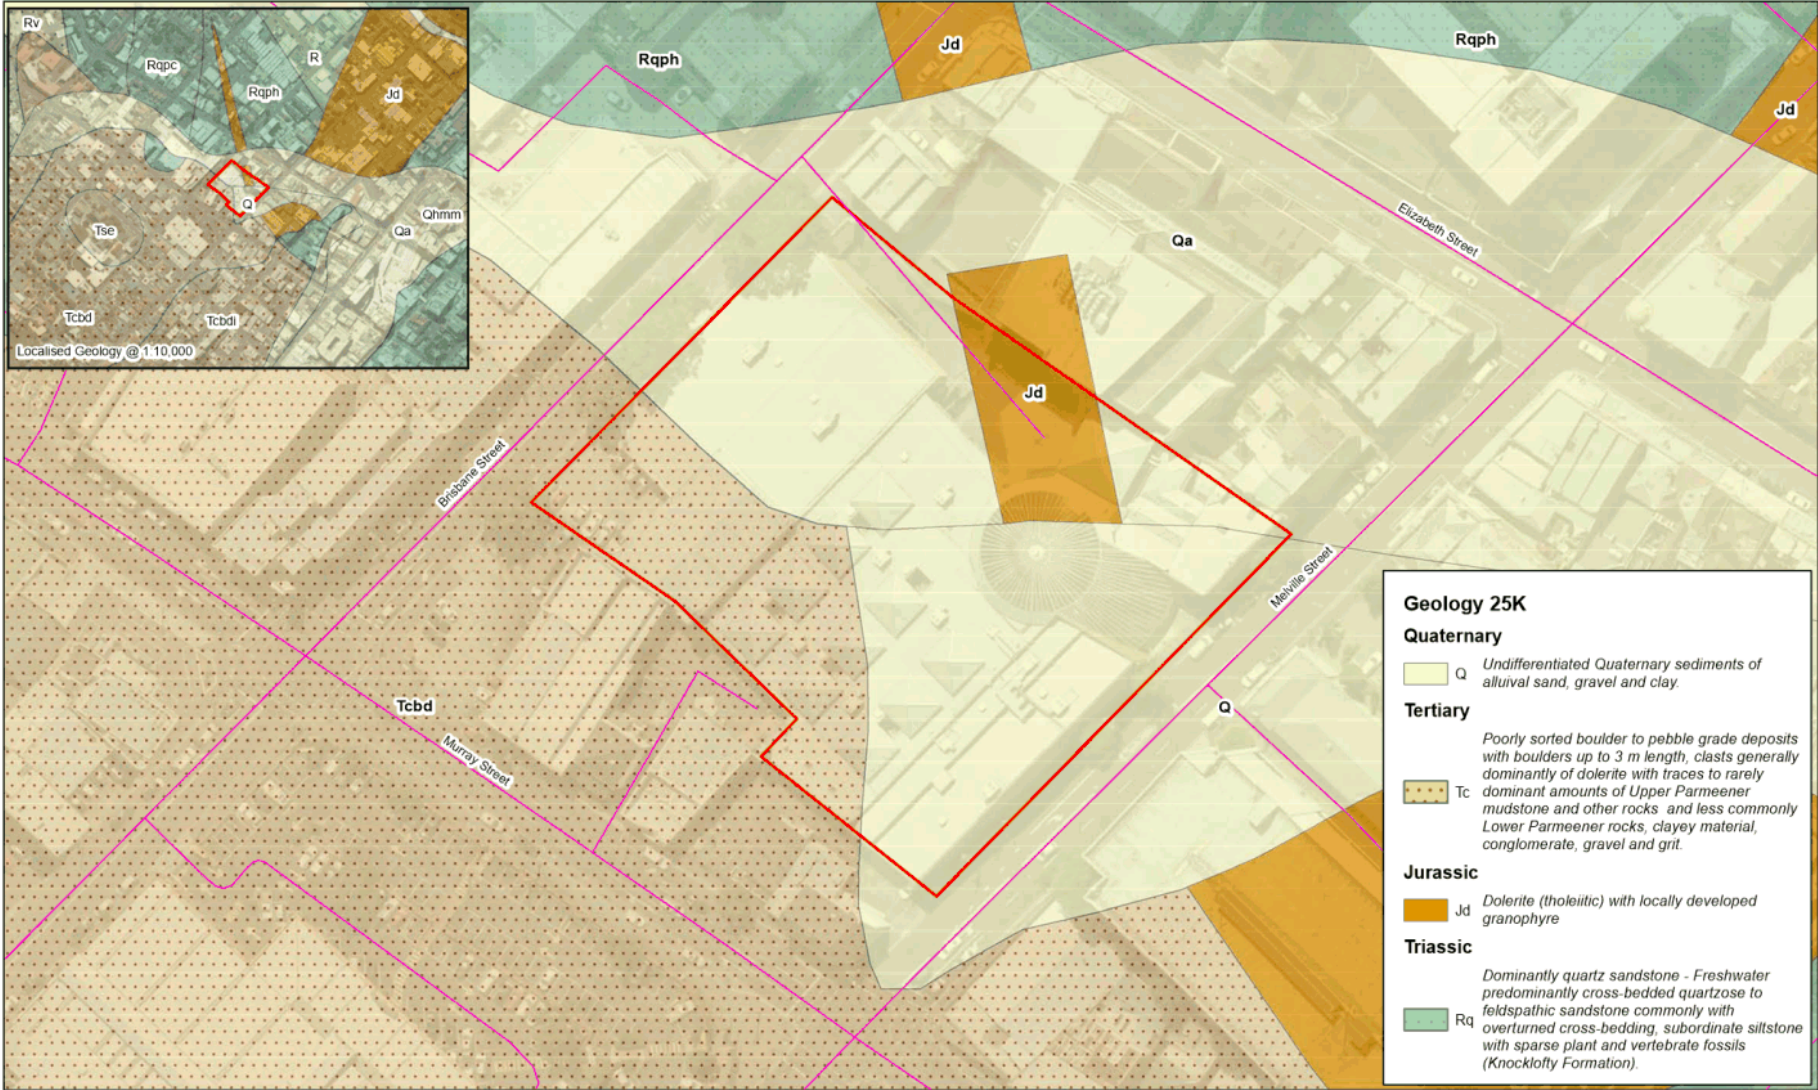 Rv
Rqpc
R
Rqph
Jd
Q
Qhmm
Qa
Tse
Tcbd
Tcbdi
Localised Geology @ 1:10,000
Rqph
Jd
Rqph
Jd
Elizabeth Street
Qa
Jd
Brisbane Street
Melville Street
Tcbd
Murray Street
Q
Geology 25K
Quaternary
Q
Undifferentiated Quaternary sediments of
alluival sand, gravel and clay.
Tertiary
Tc
Poorly sorted boulder to pebble grade deposits
with boulders up to 3 m length, clasts generally
dominantly of dolerite with traces to rarely
dominant amounts of Upper Parmeener
mudstone and other rocks and less commonly
Lower Parmeener rocks, clayey material,
conglomerate, gravel and grit.
Jurassic
Jd
Dolerite (tholeiitic) with locally developed
granophyre
Triassic
Rq
Dominantly quartz sandstone - Freshwater
predominantly cross-bedded quartzose to
feldspathic sandstone commonly with
overturned cross-bedding, subordinate siltstone
with sparse plant and vertebrate fossils
(Knocklofty Formation).